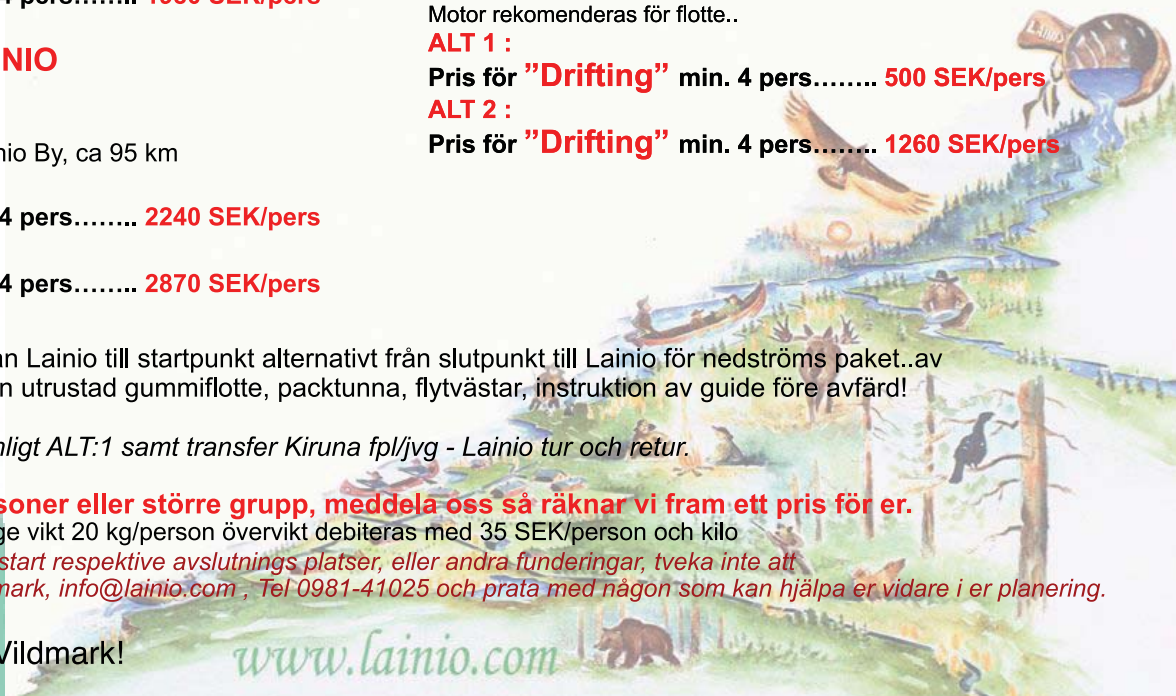 NIO
nio By, ca 95 km
4 pers…….. 2240 SEK/pers
4 pers…….. 2870 SEK/pers
Motor rekomenderas för flotte..
ALT 1 :
Pris för ”Drifting” min. 4 pers…….. 500 SEK/pers
ALT 2 :
Pris för ”Drifting” min. 4 pers…….. 1260 SEK/pers
LAINIO
n Lainio till startpunkt alternativt från slutpunkt till Lainio för nedströms paket..av
n utrustad gummiflotte, packtunna, flytvästar, instruktion av guide före avfärd!
nligt ALT:1 samt transfer Kiruna fpl/jvg - Lainio tur och retur.
soner eller större grupp, meddela oss så räknar vi fram ett pris för er.
ge vikt 20 kg/person övervikt debiteras med 35 SEK/person och kilo
start respektive avslutnings platser, eller andra funderingar, tveka inte att
mark, info@lainio.com , Tel 0981-41025 och prata med någon som kan hjälpa er vidare i er planering.
Vildmark!
www.lainio.com